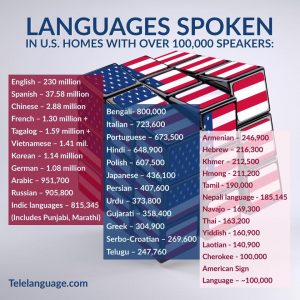 LANGUAGES SPOKEN
IN U.S. HOMES WITH OVER 100,000 SPEAKERS:
English – 230 million
Spanish – 37.58 million
Chinese – 2.88 million
French – 1.30 million +
Tagalog – 1.59 million +
Vietnamese – 1.41 mil.
Korean – 1.14 million
German – 1.08 million
Arabic – 951,700
Russian – 905,800
Indic languages – 815,345
(Includes Punjabi, Marathi)
Bengali- 800,000
Italian – 723,600
Portuguese – 673,500
Hindi – 648,900
Polish – 607,500
Japanese – 436,100
Persian – 407,600
Urdu – 373,800
Gujarati – 358,400
Greek – 304,900
Serbo-Croatian – 269,600
Telugu – 247,760
Armenian – 246,900
Hebrew – 216,300
Khmer – 212,500
Hmong – 211,200
Tamil – 190,000
Nepali language – 185,145
Navajo – 169,300
Thai – 163,200
Yiddish – 160,900
Laotian – 140,900
Cherokee – 100,000
American Sign
Language – ~100,000
Telelanguage.com